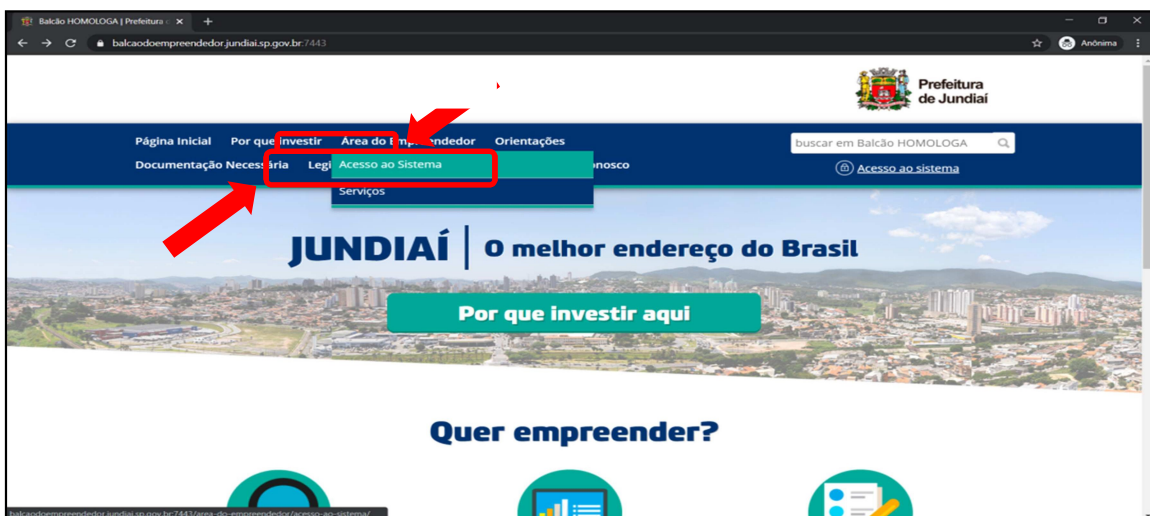 Balcão HOMOLOGA | Prefeitura
balcaodoempreendedor.jundiai.sp.gov.br:7443
Anônima
Prefeitura
de Jundiaí
Página Inicial Por que investir Área do Empreendedor Orientações
buscar em Balcão HOMOLOGA
Documentação Necessária Legi Acesso ao Sistema onosco
Acesso ao sistema
Serviços
JUNDIAÍ | O melhor endereço do Brasil
Por que investir aqui
Quer empreender?
balcaodoempreendedor.jundiai.sp.gov.br:7443/area-do-empreendedor/acesso-ao-sistema/